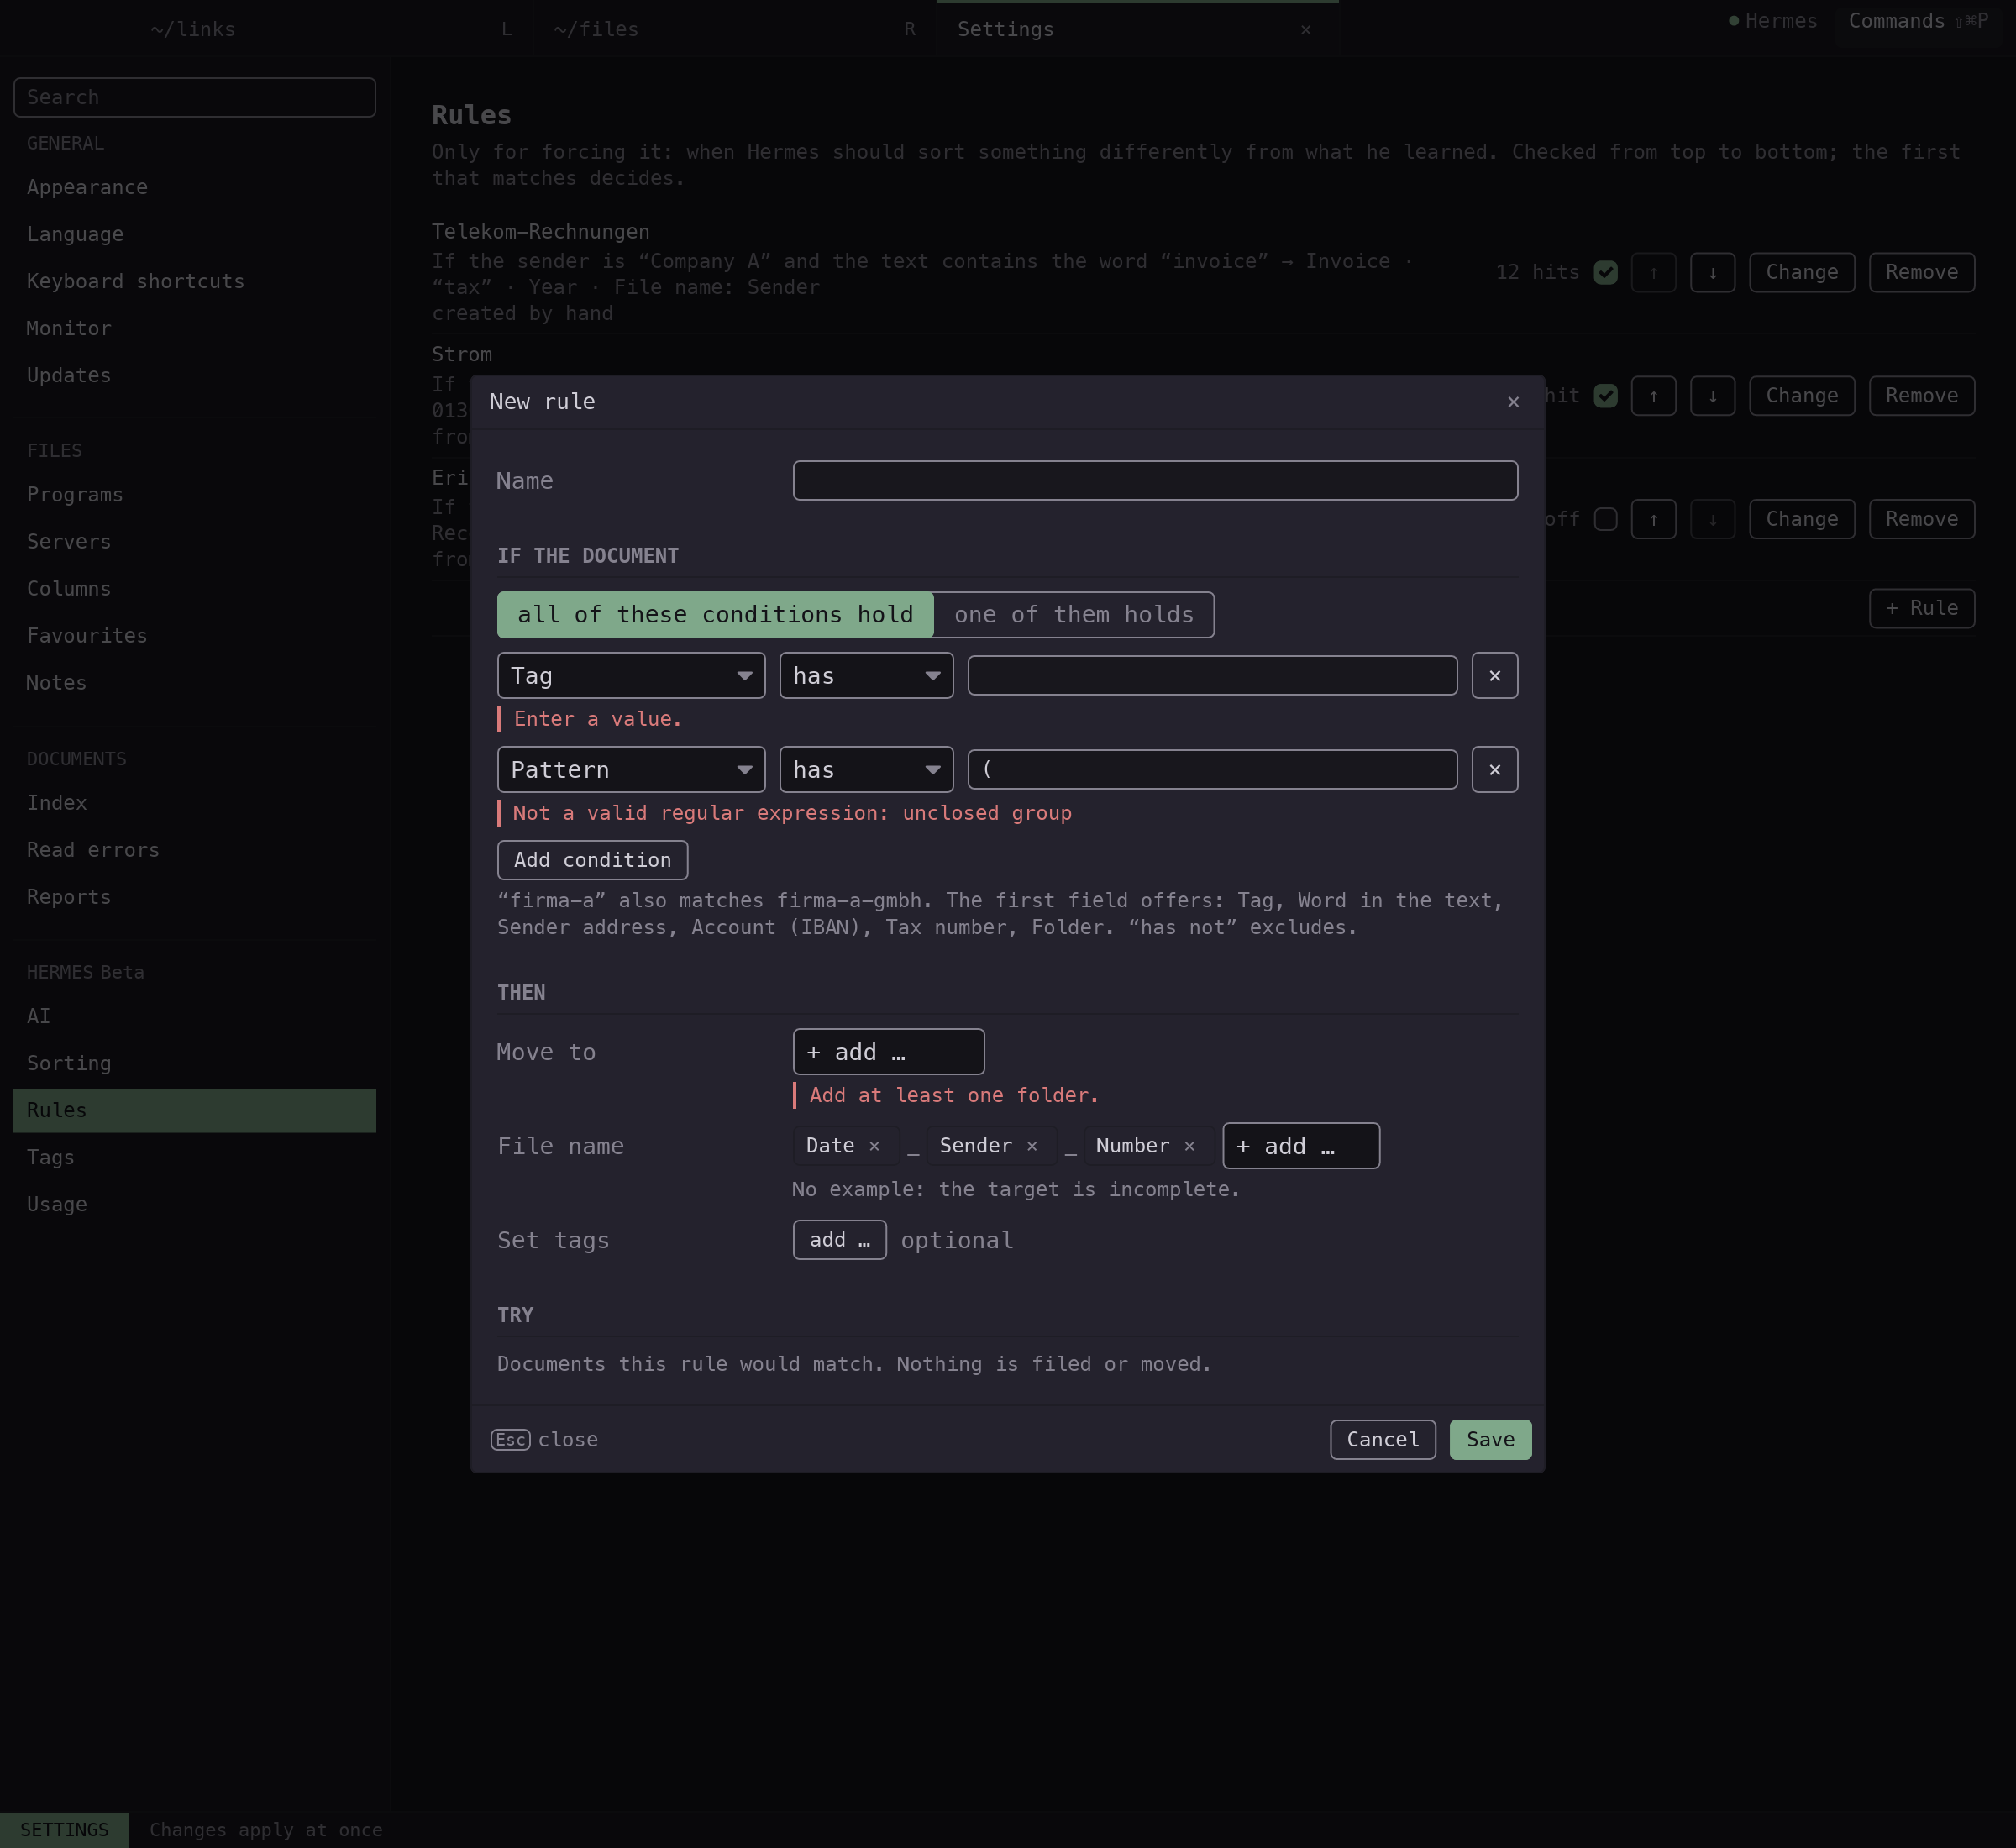 ~/links L ~/files R Settings × Hermes Commands ⇧⌘P
Search
GENERAL
Appearance
Language
Keyboard shortcuts
Monitor
Updates
FILES
Programs
Servers
Columns
Favourites
Notes
DOCUMENTS
Index
Read errors
Reports
HERMES Beta
AI
Sorting
Rules
Tags
Usage
Rules
Only for forcing it: when Hermes should sort something differently from what he learned. Checked from top to bottom; the first
that matches decides.
Telekom–Rechnungen
If the sender is “Company A” and the text contains the word “invoice” → Invoice ·
“tax” · Year · File name: Sender
created by hand
12 hits ↑ ↓ Change Remove
Strom
If
hit ↑ ↓ Change Remove
If
off ↑ ↓ Change Remove
+ Rule
New rule ×
Name
IF THE DOCUMENT
all of these conditions hold one of them holds
Tag has ×
Enter a value.
Pattern has ( ×
Not a valid regular expression: unclosed group
Add condition
“firma–a” also matches firma–a–gmbh. The first field offers: Tag, Word in the text,
Sender address, Account (IBAN), Tax number, Folder. “has not” excludes.
THEN
Move to + add …
Add at least one folder.
File name Date × _ Sender × _ Number × + add …
No example: the target is incomplete.
Set tags add … optional
TRY
Documents this rule would match. Nothing is filed or moved.
Esc close Cancel Save
SETTINGS Changes apply at once